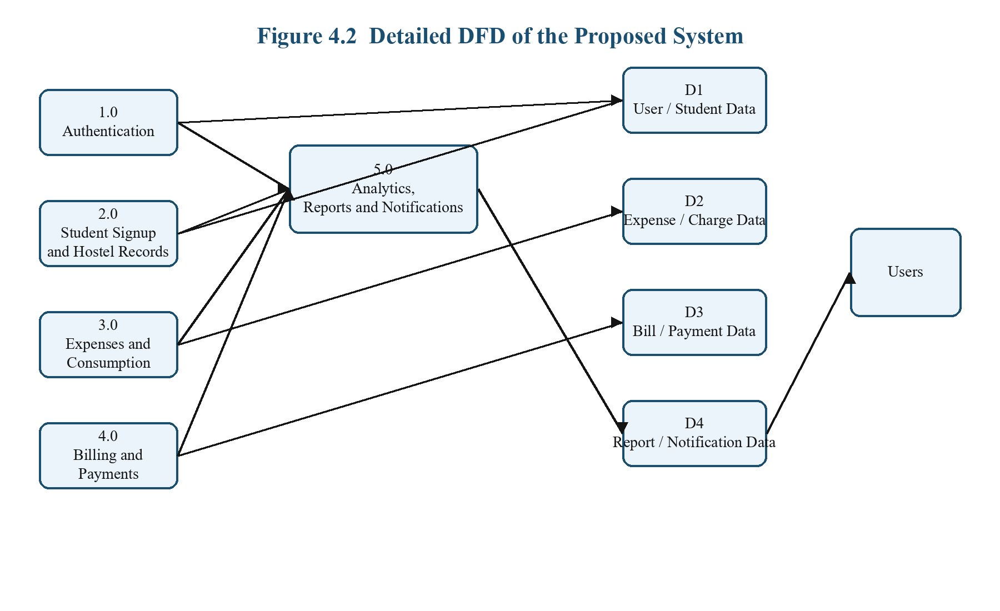 Figure 4.2  Detailed DFD of the Proposed System
1.0
Authentication
2.0
Student Signup
and Hostel Records
3.0
Expenses and
Consumption
4.0
Billing and
Payments
5.0
Analytics,
Reports and Notifications
D1
User / Student Data
D2
Expense / Charge Data
D3
Bill / Payment Data
D4
Report / Notification Data
Users